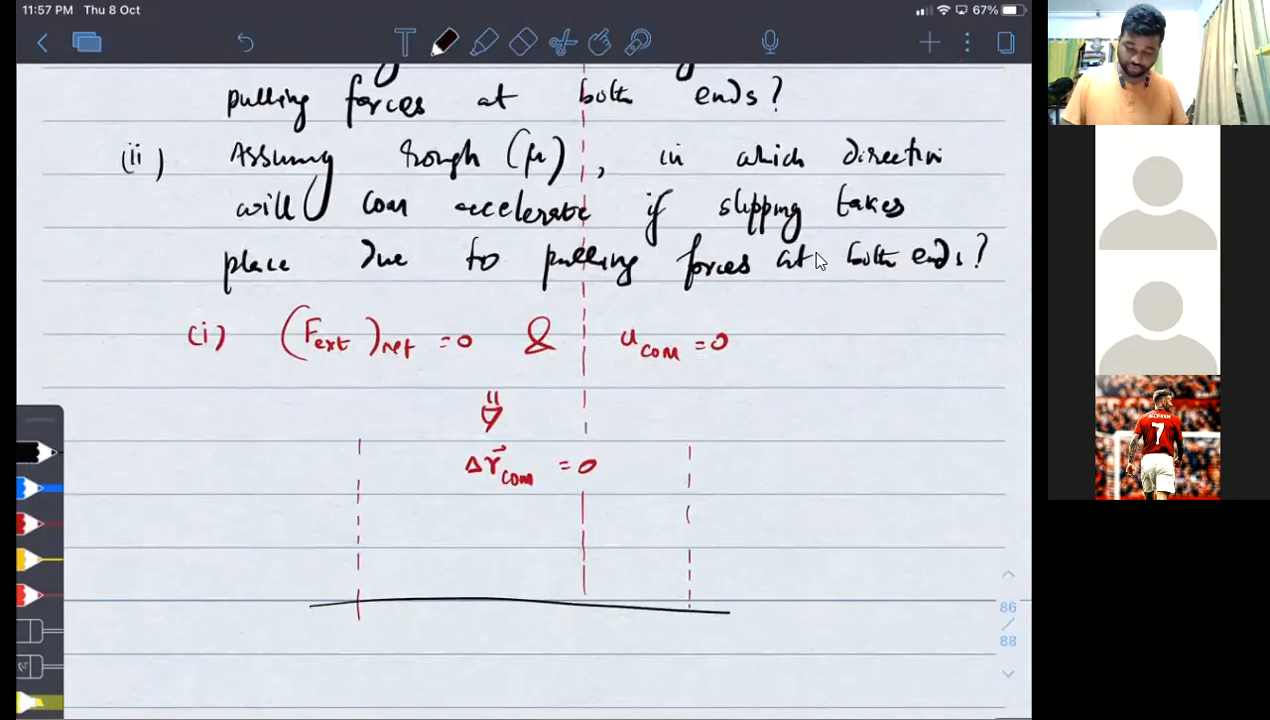 11:57 PM Thu 8 Oct
67%
pulling forces at both ends?
(ii) Assuming rough (μ), in which direction
will com accelerate if slipping takes
place due to pulling forces at both ends?
(i) (Fext)net = 0 & ucom = 0
Δr⃗com = 0
86
/
88
7